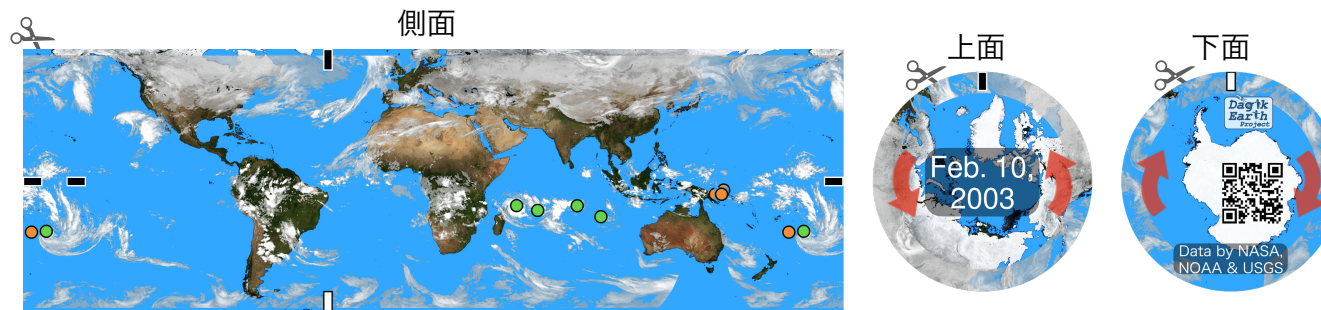 側面
上面
下面
Feb. 10,
2003
Dagik
Earth
Project
Data by NASA,
NOAA & USGS